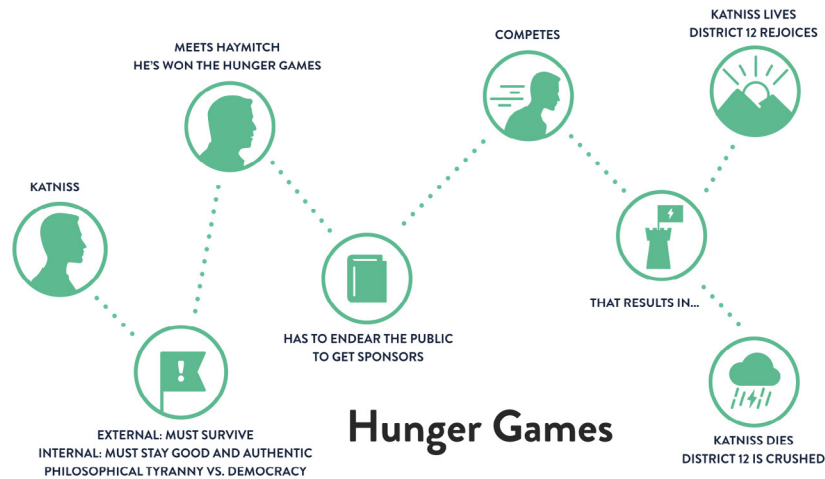 KATNISS
EXTERNAL: MUST SURVIVE
INTERNAL: MUST STAY GOOD AND AUTHENTIC
PHILOSOPHICAL TYRANNY VS. DEMOCRACY
MEETS HAYMITCH
HE'S WON THE HUNGER GAMES
HAS TO ENDEAR THE PUBLIC
TO GET SPONSORS
COMPETES
THAT RESULTS IN...
KATNISS LIVES
DISTRICT 12 REJOICES
KATNISS DIES
DISTRICT 12 IS CRUSHED
Hunger Games